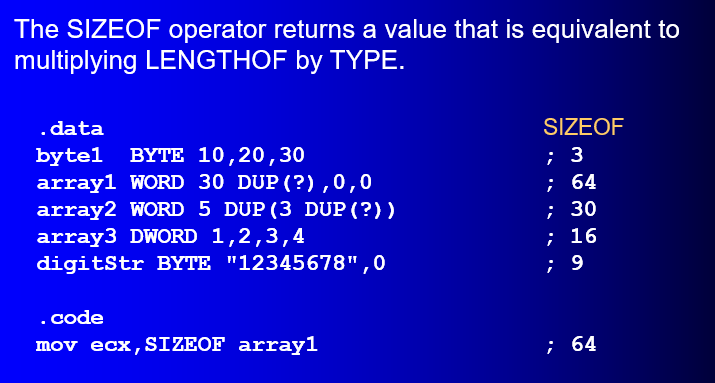 The SIZEOF operator returns a value that is equivalent to
multiplying LENGTHOF by TYPE.
.data SIZEOF
byte1 BYTE 10,20,30 ; 3
array1 WORD 30 DUP(?),0,0 ; 64
array2 WORD 5 DUP(3 DUP(?)) ; 30
array3 DWORD 1,2,3,4 ; 16
digitStr BYTE "12345678",0 ; 9
.code
mov ecx,SIZEOF array1 ; 64